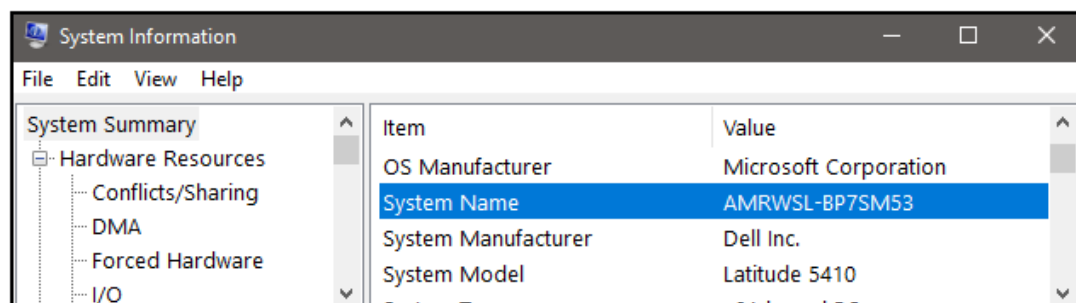 System Information
File Edit View Help
System Summary
Hardware Resources
Conflicts/Sharing
DMA
Forced Hardware
I/O
Item Value
OS Manufacturer Microsoft Corporation
System Name AMRWSL-BP7SM53
System Manufacturer Dell Inc.
System Model Latitude 5410